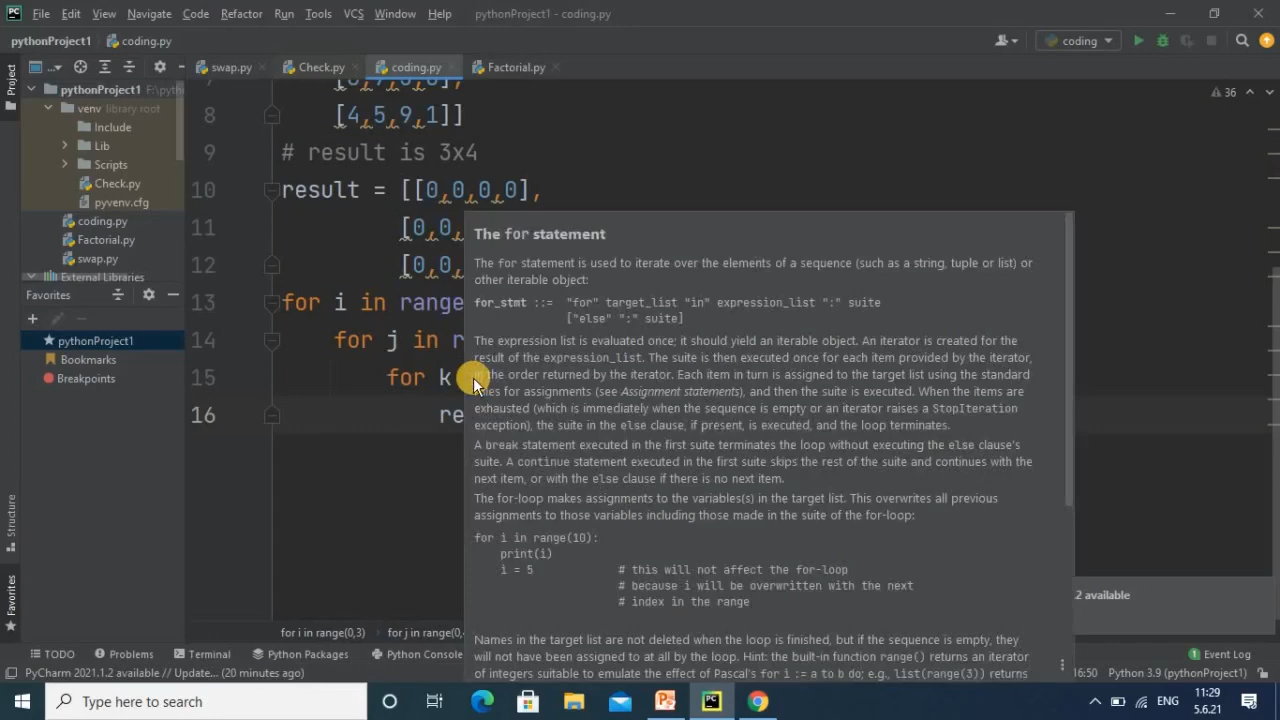 PC File Edit View Navigate Code Refactor Run Tools VCS Window Help pythonProject1 - coding.py
pythonProject1 coding.py coding
Project
swap.py Check.py coding.py Factorial.py
pythonProject1 F:\pyth
venv library root
Include
Lib
Scripts
Check.py
pyvenv.cfg
coding.py
Factorial.py
swap.py
External Libraries
Favorites
pythonProject1
Bookmarks
Breakpoints
Structure
Favorites
36
8 [4,5,9,1]]
9 # result is 3x4
10 result = [[0,0,0,0],
11 [0,0,
12 [0,0,
13 for i in range
14 for j in r
15 for k
16 re
The for statement
The for statement is used to iterate over the elements of a sequence (such as a string, tuple or list) or
other iterable object:
for_stmt ::= "for" target_list "in" expression_list ":" suite
["else" ":" suite]
The expression list is evaluated once; it should yield an iterable object. An iterator is created for the
result of the expression_list. The suite is then executed once for each item provided by the iterator,
in the order returned by the iterator. Each item in turn is assigned to the target list using the standard
rules for assignments (see Assignment statements), and then the suite is executed. When the items are
exhausted (which is immediately when the sequence is empty or an iterator raises a StopIteration
exception), the suite in the else clause, if present, is executed, and the loop terminates.
A break statement executed in the first suite terminates the loop without executing the else clause's
suite. A continue statement executed in the first suite skips the rest of the suite and continues with the
next item, or with the else clause if there is no next item.
The for-loop makes assignments to the variables(s) in the target list. This overwrites all previous
assignments to those variables including those made in the suite of the for-loop:
for i in range(10):
print(i)
i = 5 # this will not affect the for-loop
# because i will be overwritten with the next
# index in the range
Names in the target list are not deleted when the loop is finished, but if the sequence is empty, they
will not have been assigned to at all by the loop. Hint: the built-in function range() returns an iterator
of integers suitable to emulate the effect of Pascal's for i := a to b do; e.g., list(range(3)) returns
.2 available
for i in range(0,3) for j in range(0,
TODO Problems Terminal Python Packages Python Console 1 Event Log
PyCharm 2021.1.2 available // Update... (20 minutes ago) 16:50 Python 3.9 (pythonProject1)
Type here to search
ENG
11:29
5.6.21